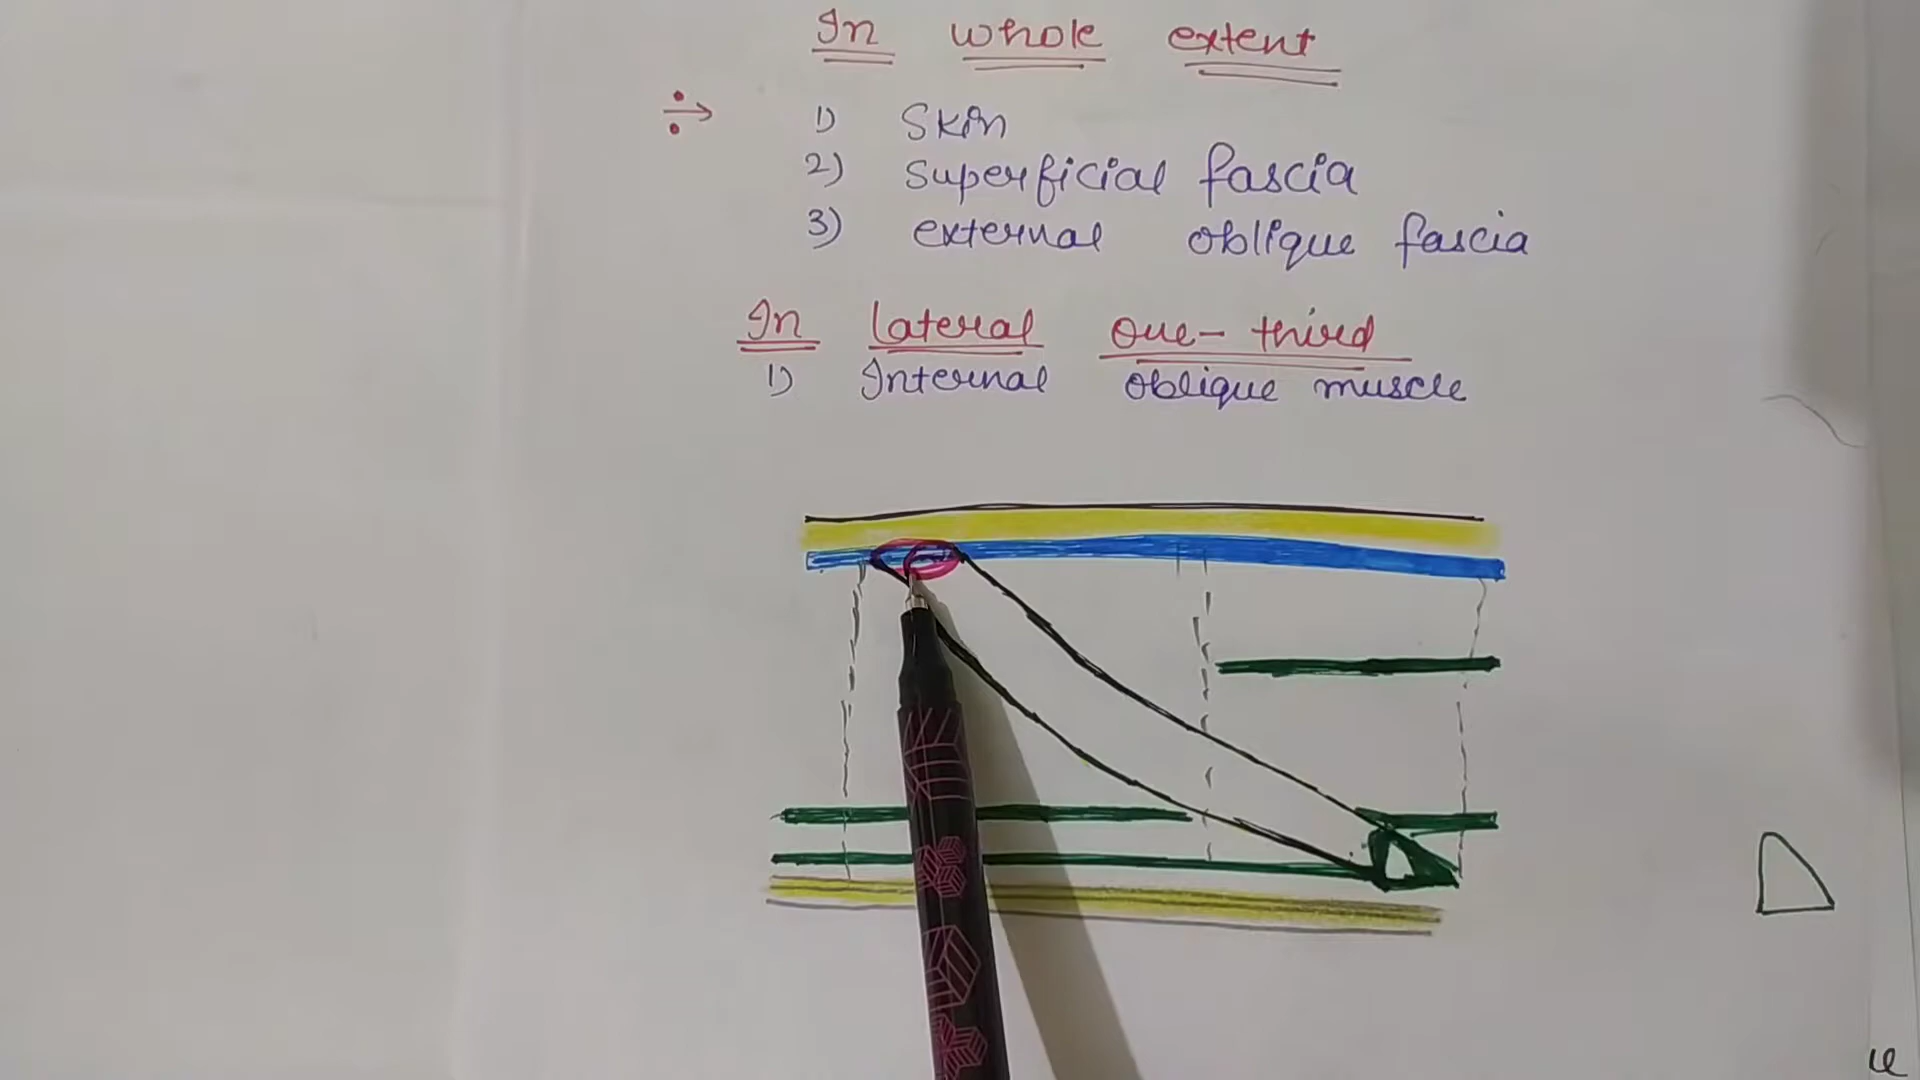 In whole extent
1) Skin
2) Superficial fascia
3) external oblique fascia
In lateral one-third
1) Internal oblique muscle